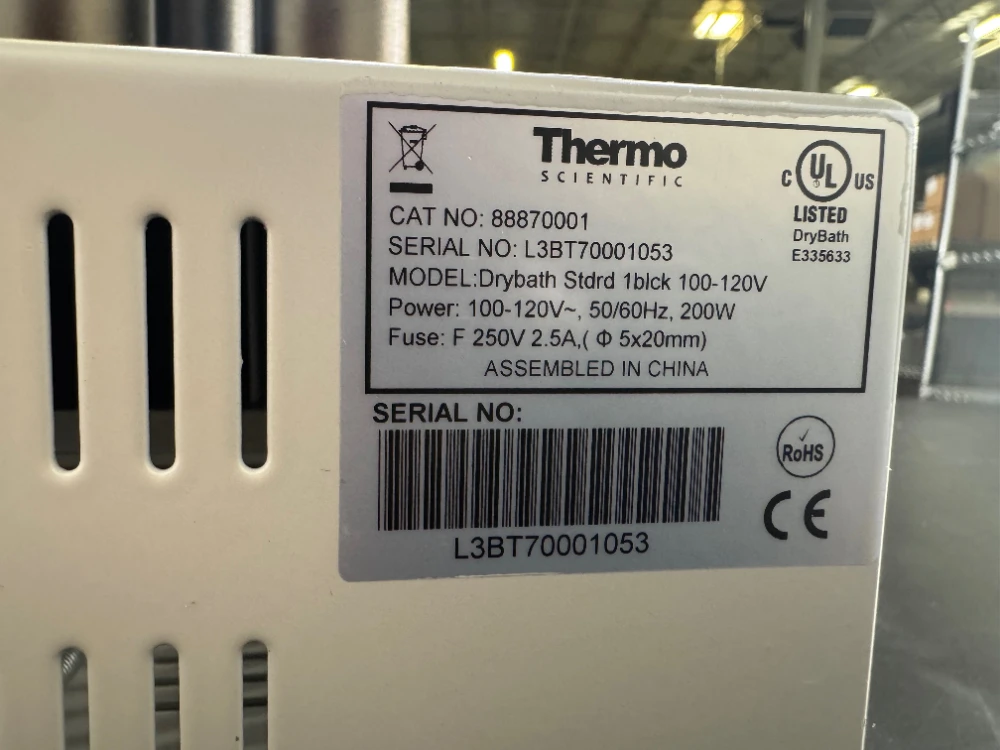 Thermo
SCIENTIFIC
C UL US
LISTED
DryBath
E335633
CAT NO: 88870001
SERIAL NO: L3BT70001053
MODEL:Drybath Stdrd 1blck 100-120V
Power: 100-120V~, 50/60Hz, 200W
Fuse: F 250V 2.5A,( Φ 5x20mm)
ASSEMBLED IN CHINA
SERIAL NO:
L3BT70001053
RoHS
CE